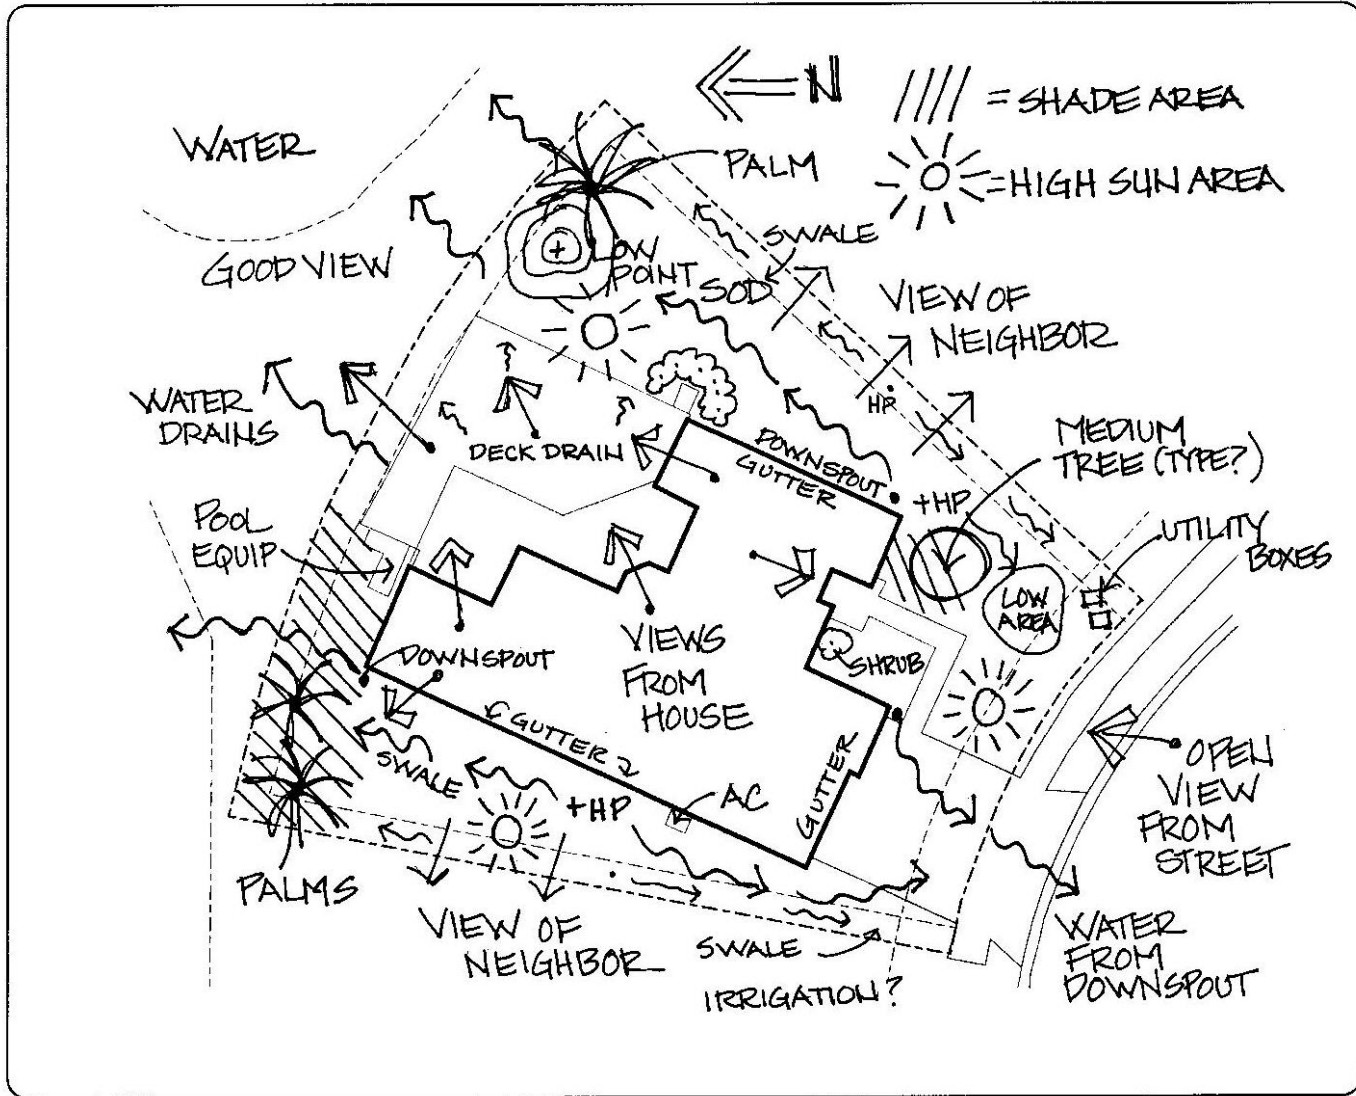 N
= SHADE AREA
WATER
PALM
= HIGH SUN AREA
SWALE
GOOD VIEW
LOW
POINT
SOD
VIEW OF
NEIGHBOR
WATER
DRAINS
HP
DECK DRAIN
DOWNSPOUT
GUTTER
MEDIUM
TREE (TYPE?)
+HP
POOL
EQUIP
UTILITY
BOXES
LOW
AREA
VIEWS
FROM
HOUSE
DOWNSPOUT
SHRUB
GUTTER
SWALE
GUTTER
OPEN
VIEW
FROM
STREET
+HP
AC
PALMS
VIEW OF
NEIGHBOR
SWALE
IRRIGATION?
WATER
FROM
DOWNSPOUT